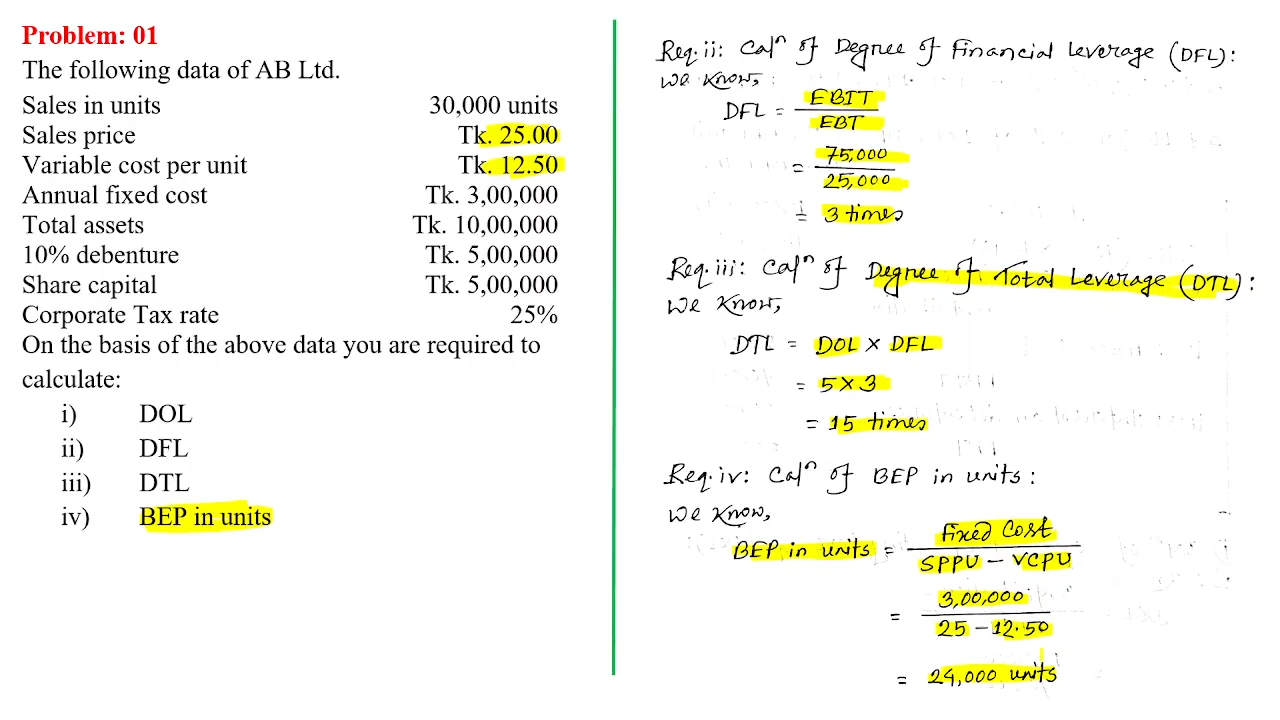 Problem: 01
The following data of AB Ltd.
Sales in units 30,000 units
Sales price Tk. 25.00
Variable cost per unit Tk. 12.50
Annual fixed cost Tk. 3,00,000
Total assets Tk. 10,00,000
10% debenture Tk. 5,00,000
Share capital Tk. 5,00,000
Corporate Tax rate 25%
On the basis of the above data you are required to
calculate:
i) DOL
ii) DFL
iii) DTL
iv) BEP in units
Req. ii: Calⁿ of Degree of Financial Leverage (DFL):
We know,
DFL = EBIT
EBT
= 75,000
25,000
= 3 times
Req. iii: Calⁿ of Degree of Total Leverage (DTL):
We know,
DTL = DOL × DFL
= 5 × 3
= 15 times
Req. iv: Calⁿ of BEP in units:
We know,
BEP in units = Fixed Cost
SPPU – VCPU
= 3,00,000
25 – 12.50
= 24,000 units